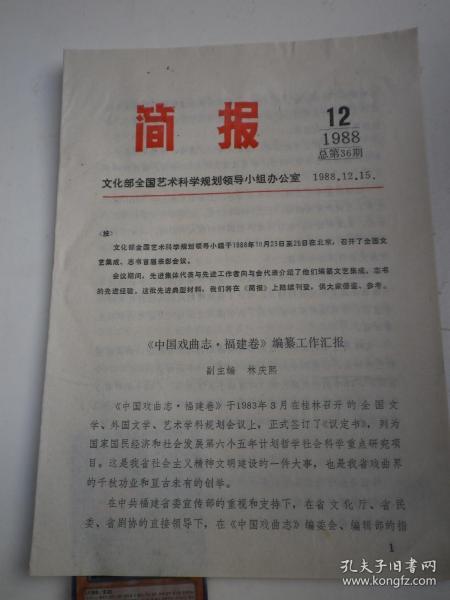 简报
12
1988
总第36期
文化部全国艺术科学规划领导小组办公室 1988.12.15.
〈按〉
文化部全国艺术科学规划领导小组于1988年10月23日至26日在北京，召开了全国文
艺集成、志书首届表彰会议。
会议期间，先进集体代表与先进工作者向与会代表介绍了他们编纂文艺集成、志书
的先进经验。这批先进典型材料，我们将在《简报》上陆续刊登，供大家借鉴、参考。
《中国戏曲志·福建卷》编纂工作汇报
副主编 林庆熙
《中国戏曲志·福建卷》于1983年3月在桂林召开的全国文
学、外国文学、艺术学科规划会议上，正式签订了《议定书》，列为
国家国民经济和社会发展第六个五年计划哲学社会科学重点研究项
目。这是我省社会主义精神文明建设的一件大事，也是我省戏曲界
的千秋功业和亘古未有的创举。
在中共福建省委宣传部的重视和支持下，在省文化厅、省民
委、省剧协的直接领导下，在《中国戏曲志》编委会、编辑部的指
1
孔夫子旧书网
www.kongfz.com